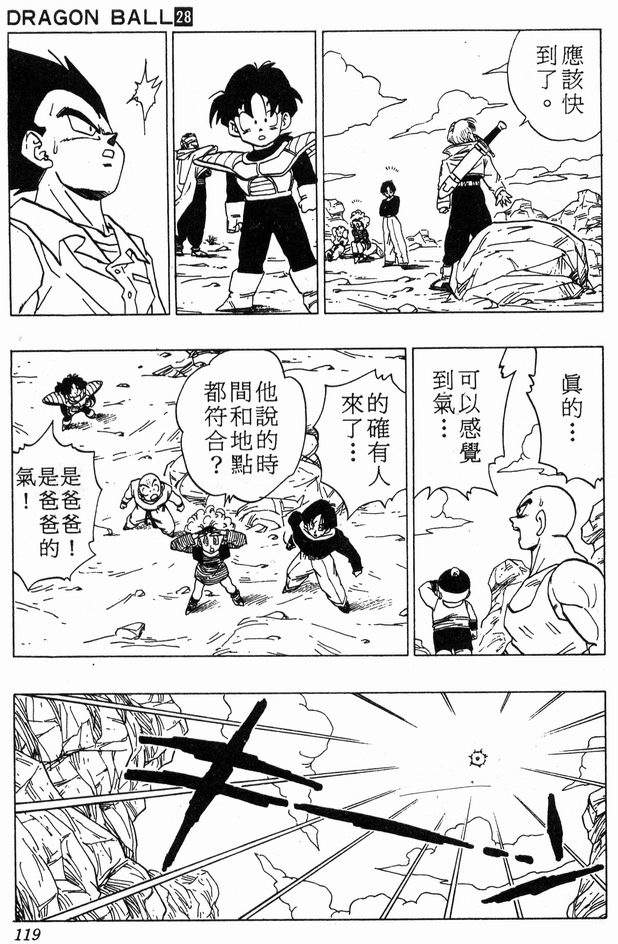 DRAGON BALL 28
應該快
到了。
眞的…
可以感覺
到氣…
的確有人
來了…
他說的時
間和地點
都符合？
是爸爸！
是爸爸的
氣！
119